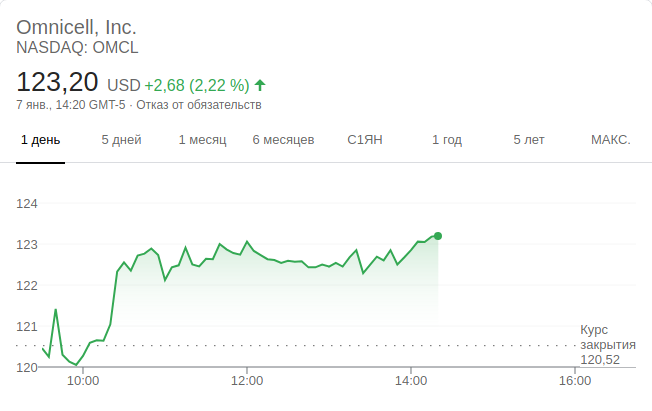 Omnicell, Inc.
NASDAQ: OMCL
123,20 USD +2,68 (2,22 %)
7 янв., 14:20 GMT-5 · Отказ от обязательств
1 день 5 дней 1 месяц 6 месяцев С1ЯН 1 год 5 лет МАКС.
124
123
122
121
120
Курс
закрытия
120,52
10:00 12:00 14:00 16:00